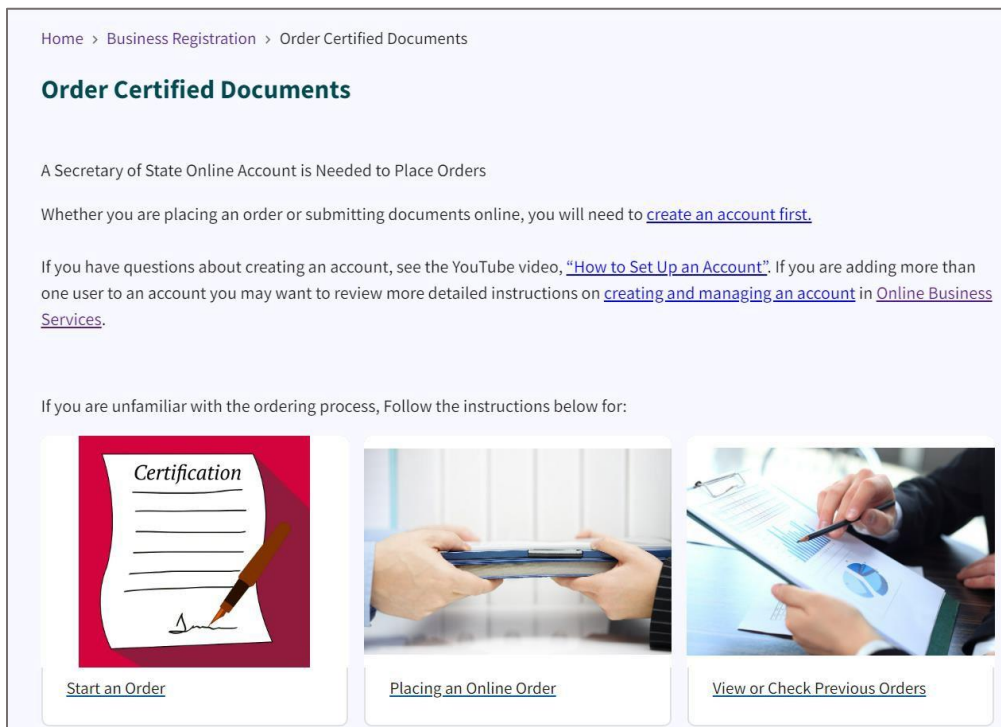 Home > Business Registration > Order Certified Documents
Order Certified Documents
A Secretary of State Online Account is Needed to Place Orders
Whether you are placing an order or submitting documents online, you will need to create an account first.
If you have questions about creating an account, see the YouTube video, “How to Set Up an Account”. If you are adding more than
one user to an account you may want to review more detailed instructions on creating and managing an account in Online Business
Services.
If you are unfamiliar with the ordering process, Follow the instructions below for:
Certification
Start an Order
Placing an Online Order
View or Check Previous Orders